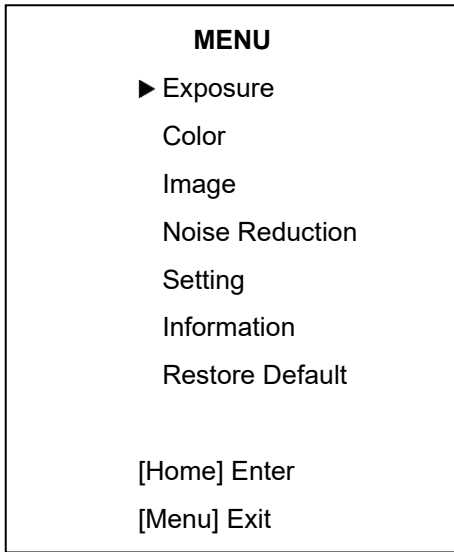 MENU
▶ Exposure
Color
Image
Noise Reduction
Setting
Information
Restore Default
[Home] Enter
[Menu] Exit